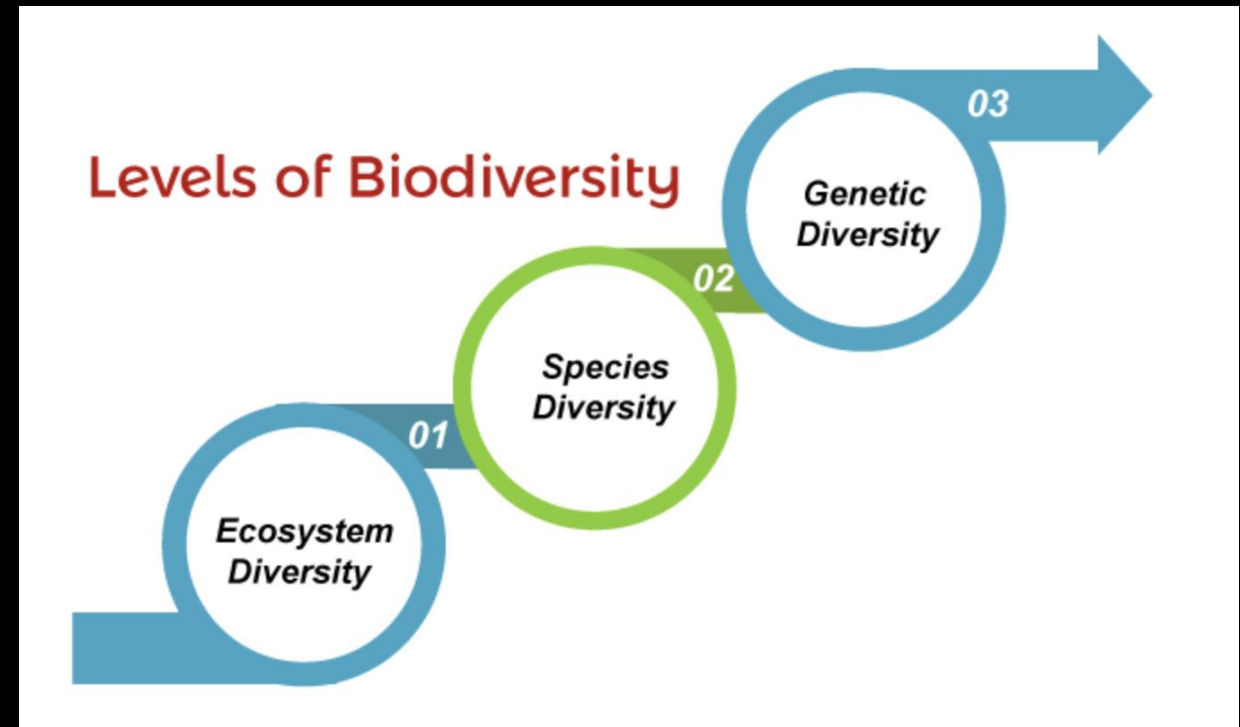 Levels of Biodiversity
01
Ecosystem
Diversity
02
Species
Diversity
03
Genetic
Diversity